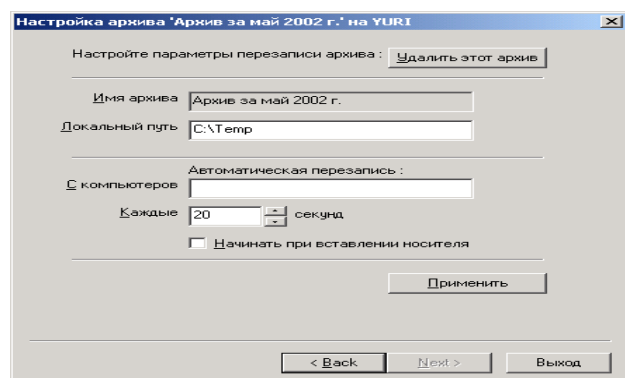 Настройка архива 'Архив за май 2002 г.' на YURI
Настройте параметры перезаписи архива : Удалить этот архив
Имя архива Архив за май 2002 г.
Локальный путь C:\Temp
Автоматическая перезапись :
С компьютеров
Каждые 20 секунд
Начинать при вставлении носителя
Применить
< Back Next > Выход